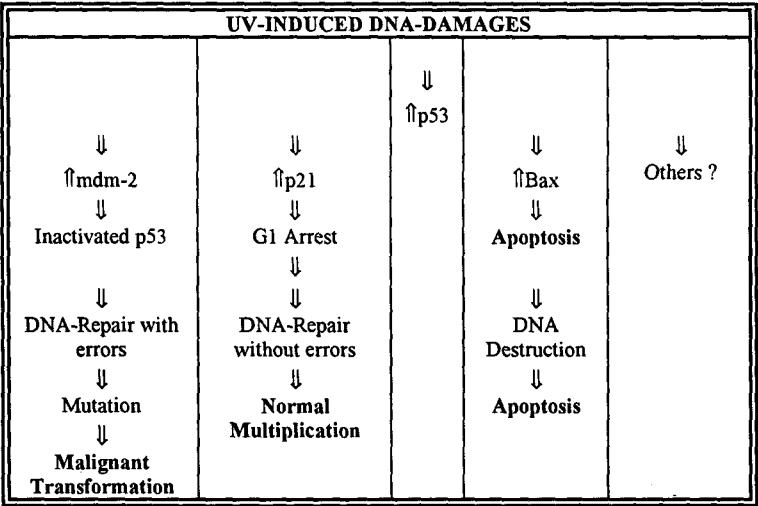 UV-INDUCED DNA-DAMAGES
⇓
⇑mdm-2
⇓
Inactivated p53
⇓
DNA-Repair with
errors
⇓
Mutation
⇓
Malignant
Transformation
⇓
⇑p21
⇓
G1 Arrest
⇓
⇓
DNA-Repair
without errors
⇓
Normal
Multiplication
⇓
⇑p53
⇓
⇑Bax
⇓
Apoptosis
⇓
DNA
Destruction
⇓
Apoptosis
⇓
Others ?